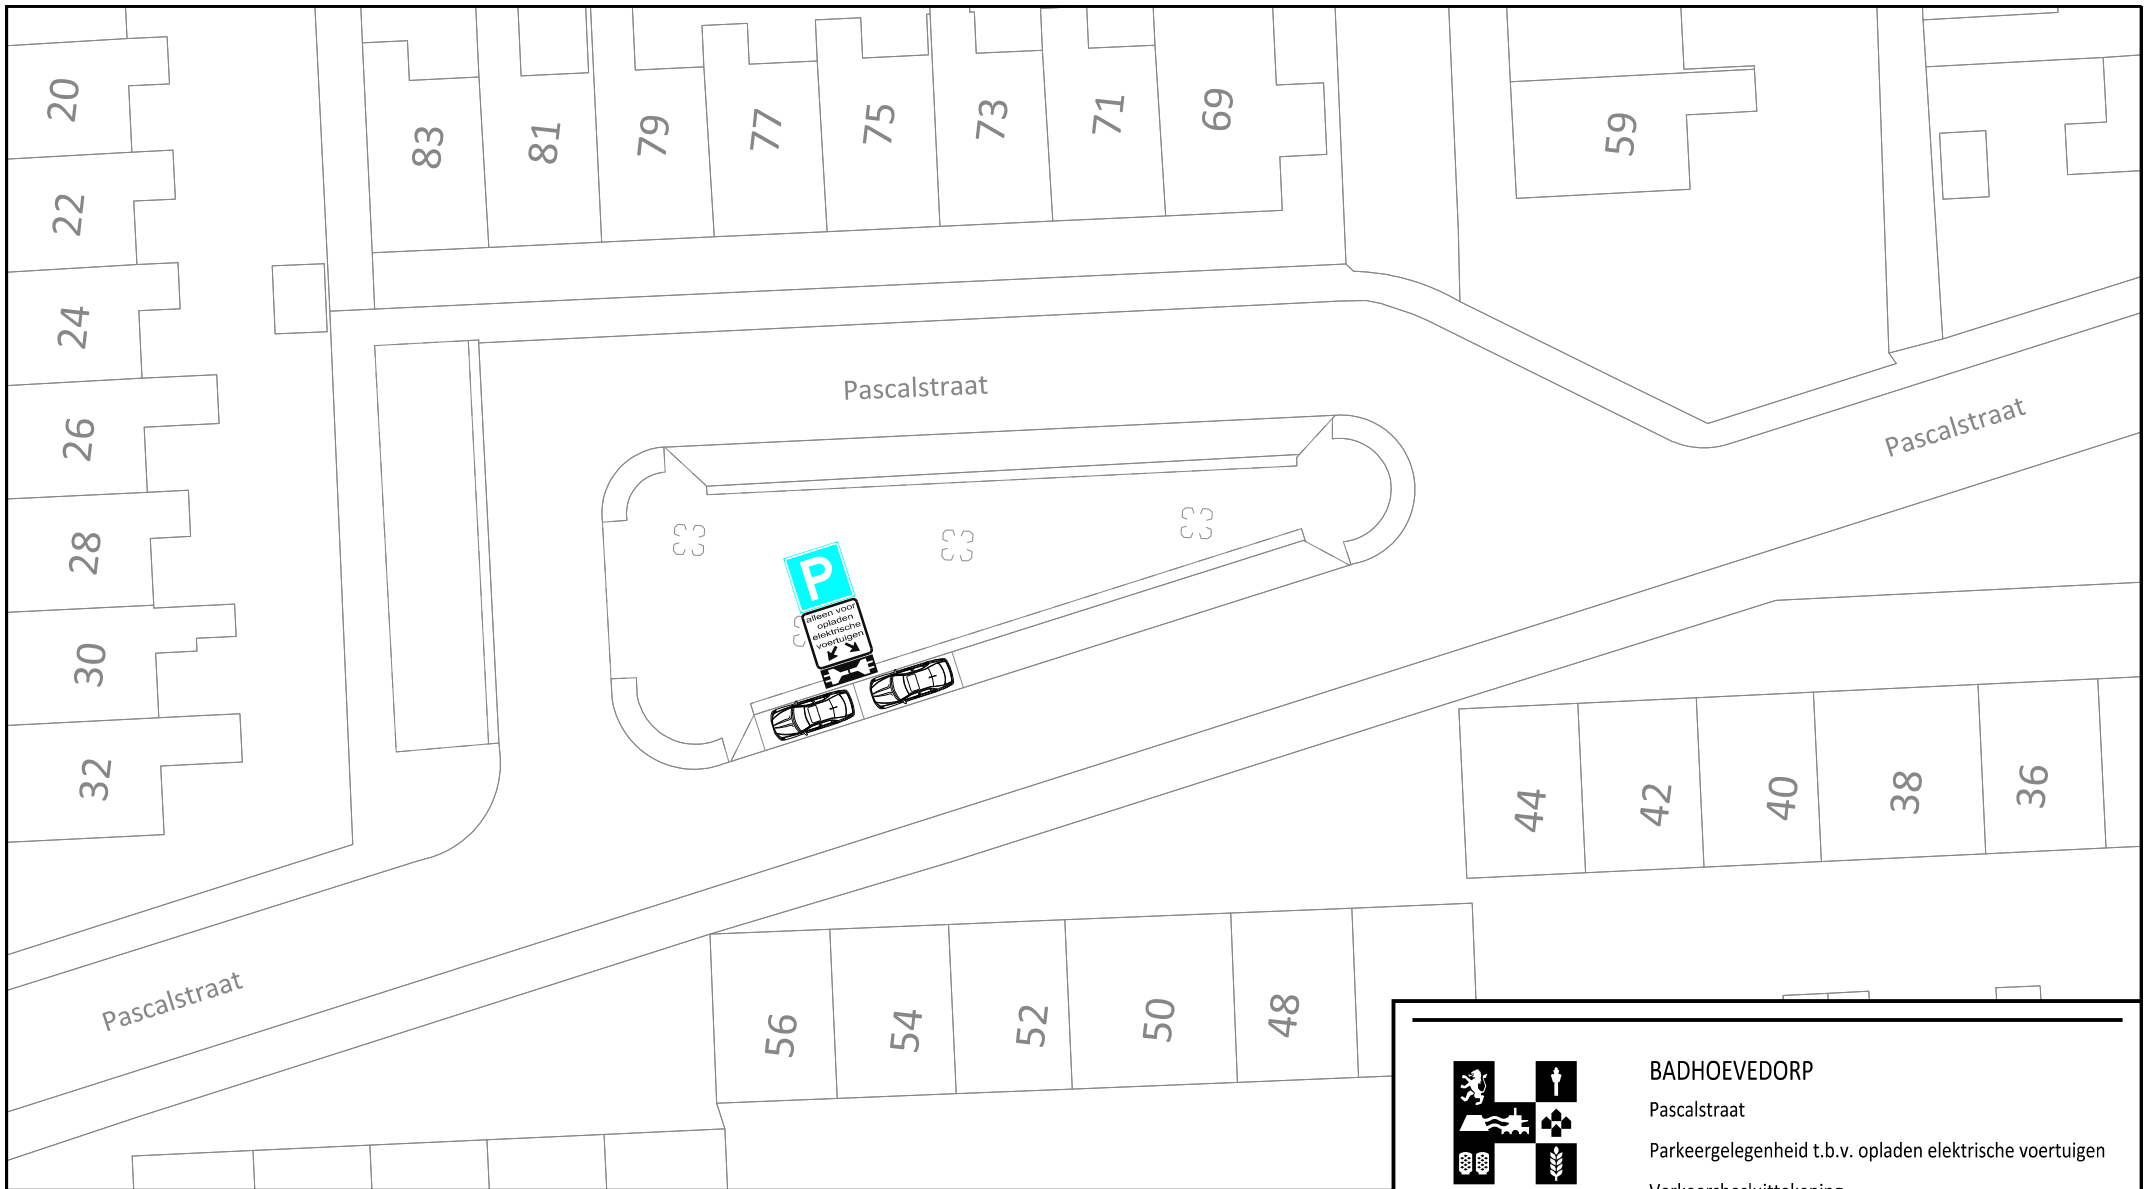 20
83
81
79
77
75
73
71
69
59
22
24
26
28
30
32
Pascalstraat
Pascalstraat
P
alleen voor
opladen
elektrische
voertuigen
44
42
40
38
36
Pascalstraat
56
54
52
50
48
BADHOEVEDORP
Pascalstraat
Parkeergelegenheid t.b.v. opladen elektrische voertuigen
Verkeersbesluittekening